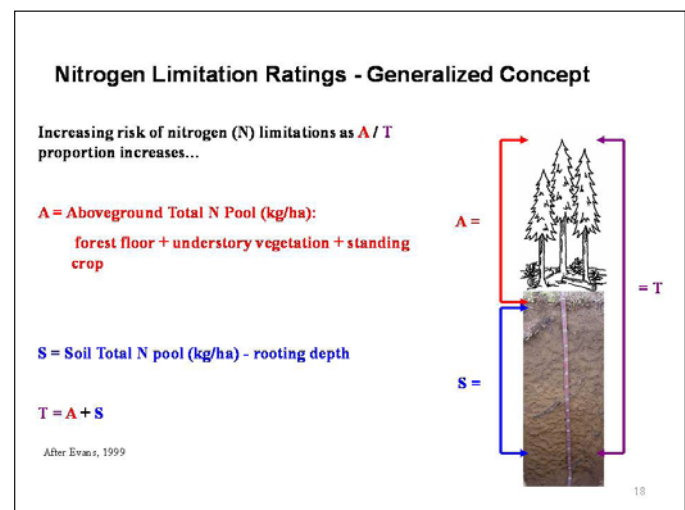 Nitrogen Limitation Ratings - Generalized Concept
Increasing risk of nitrogen (N) limitations as A / T
proportion increases...
A = Aboveground Total N Pool (kg/ha):
forest floor + understory vegetation + standing
crop
A =
= T
S = Soil Total N pool (kg/ha) - rooting depth
S =
T = A + S
After Evans, 1999
18